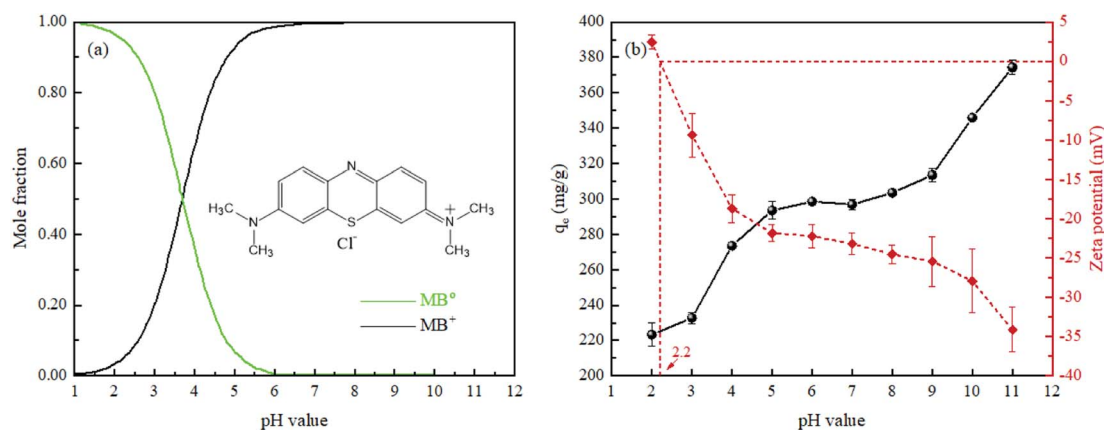 (a)
Mole fraction
1.00
0.80
0.60
0.40
0.20
0.00
1 2 3 4 5 6 7 8 9 10 11 12
pH value
N
H₃C
N
CH₃
S
Cl⁻
N⁺
CH₃
CH₃
MB⁰
MB⁺
(b)
qₑ (mg/g)
400
380
360
340
320
300
280
260
240
220
200
1 2 3 4 5 6 7 8 9 10 11 12
pH value
2.2
5
0
-5
-10
-15
-20
-25
-30
-35
-40
Zeta potential (mV)